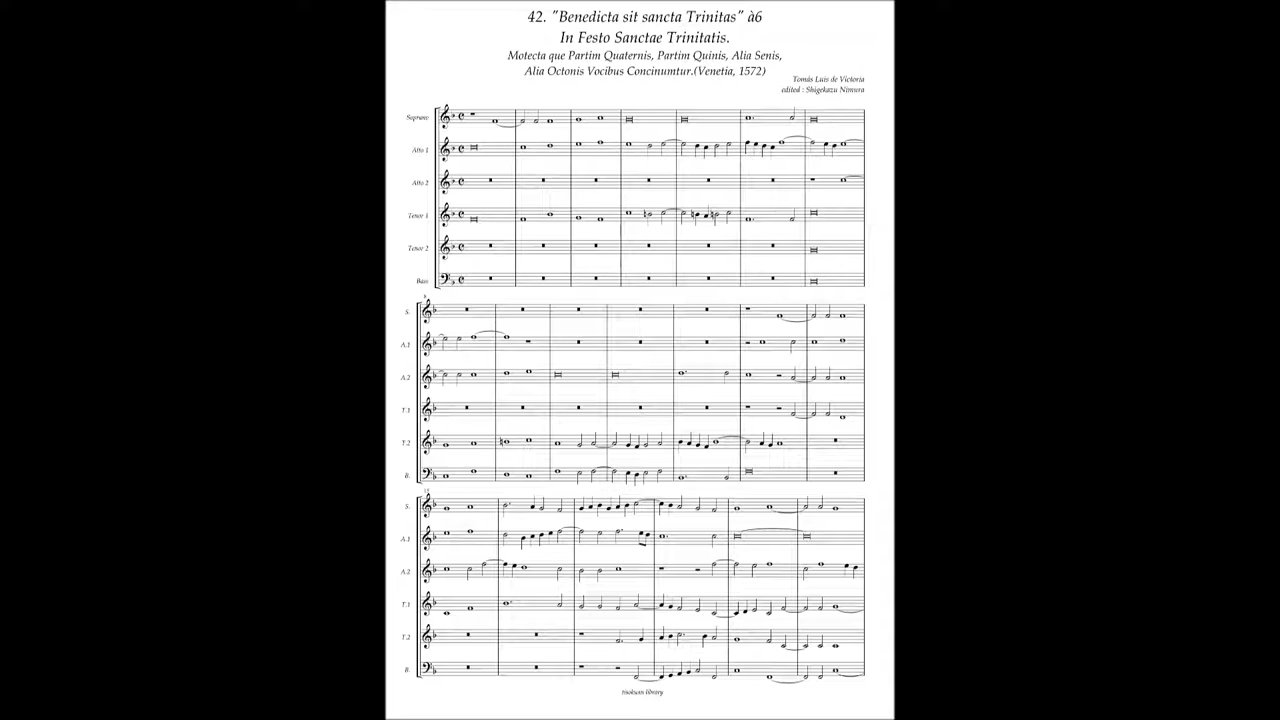 42. "Benedicta sit sancta Trinitas" à6
In Festo Sanctae Trinitatis.
Motecta que Partim Quaternis, Partim Quinis, Alia Senis,
Alia Octonis Vocibus Concinumtur.(Venetia, 1572)
Tomás Luis de Victoria
edited : Shigekazu Nimura
Soprano
Alto 1
Alto 2
Tenor 1
Tenor 2
Bass
8
S.
A.1
A.2
T.1
T.2
B.
S.
A.1
A.2
T.1
T.2
B.
tisokuan library